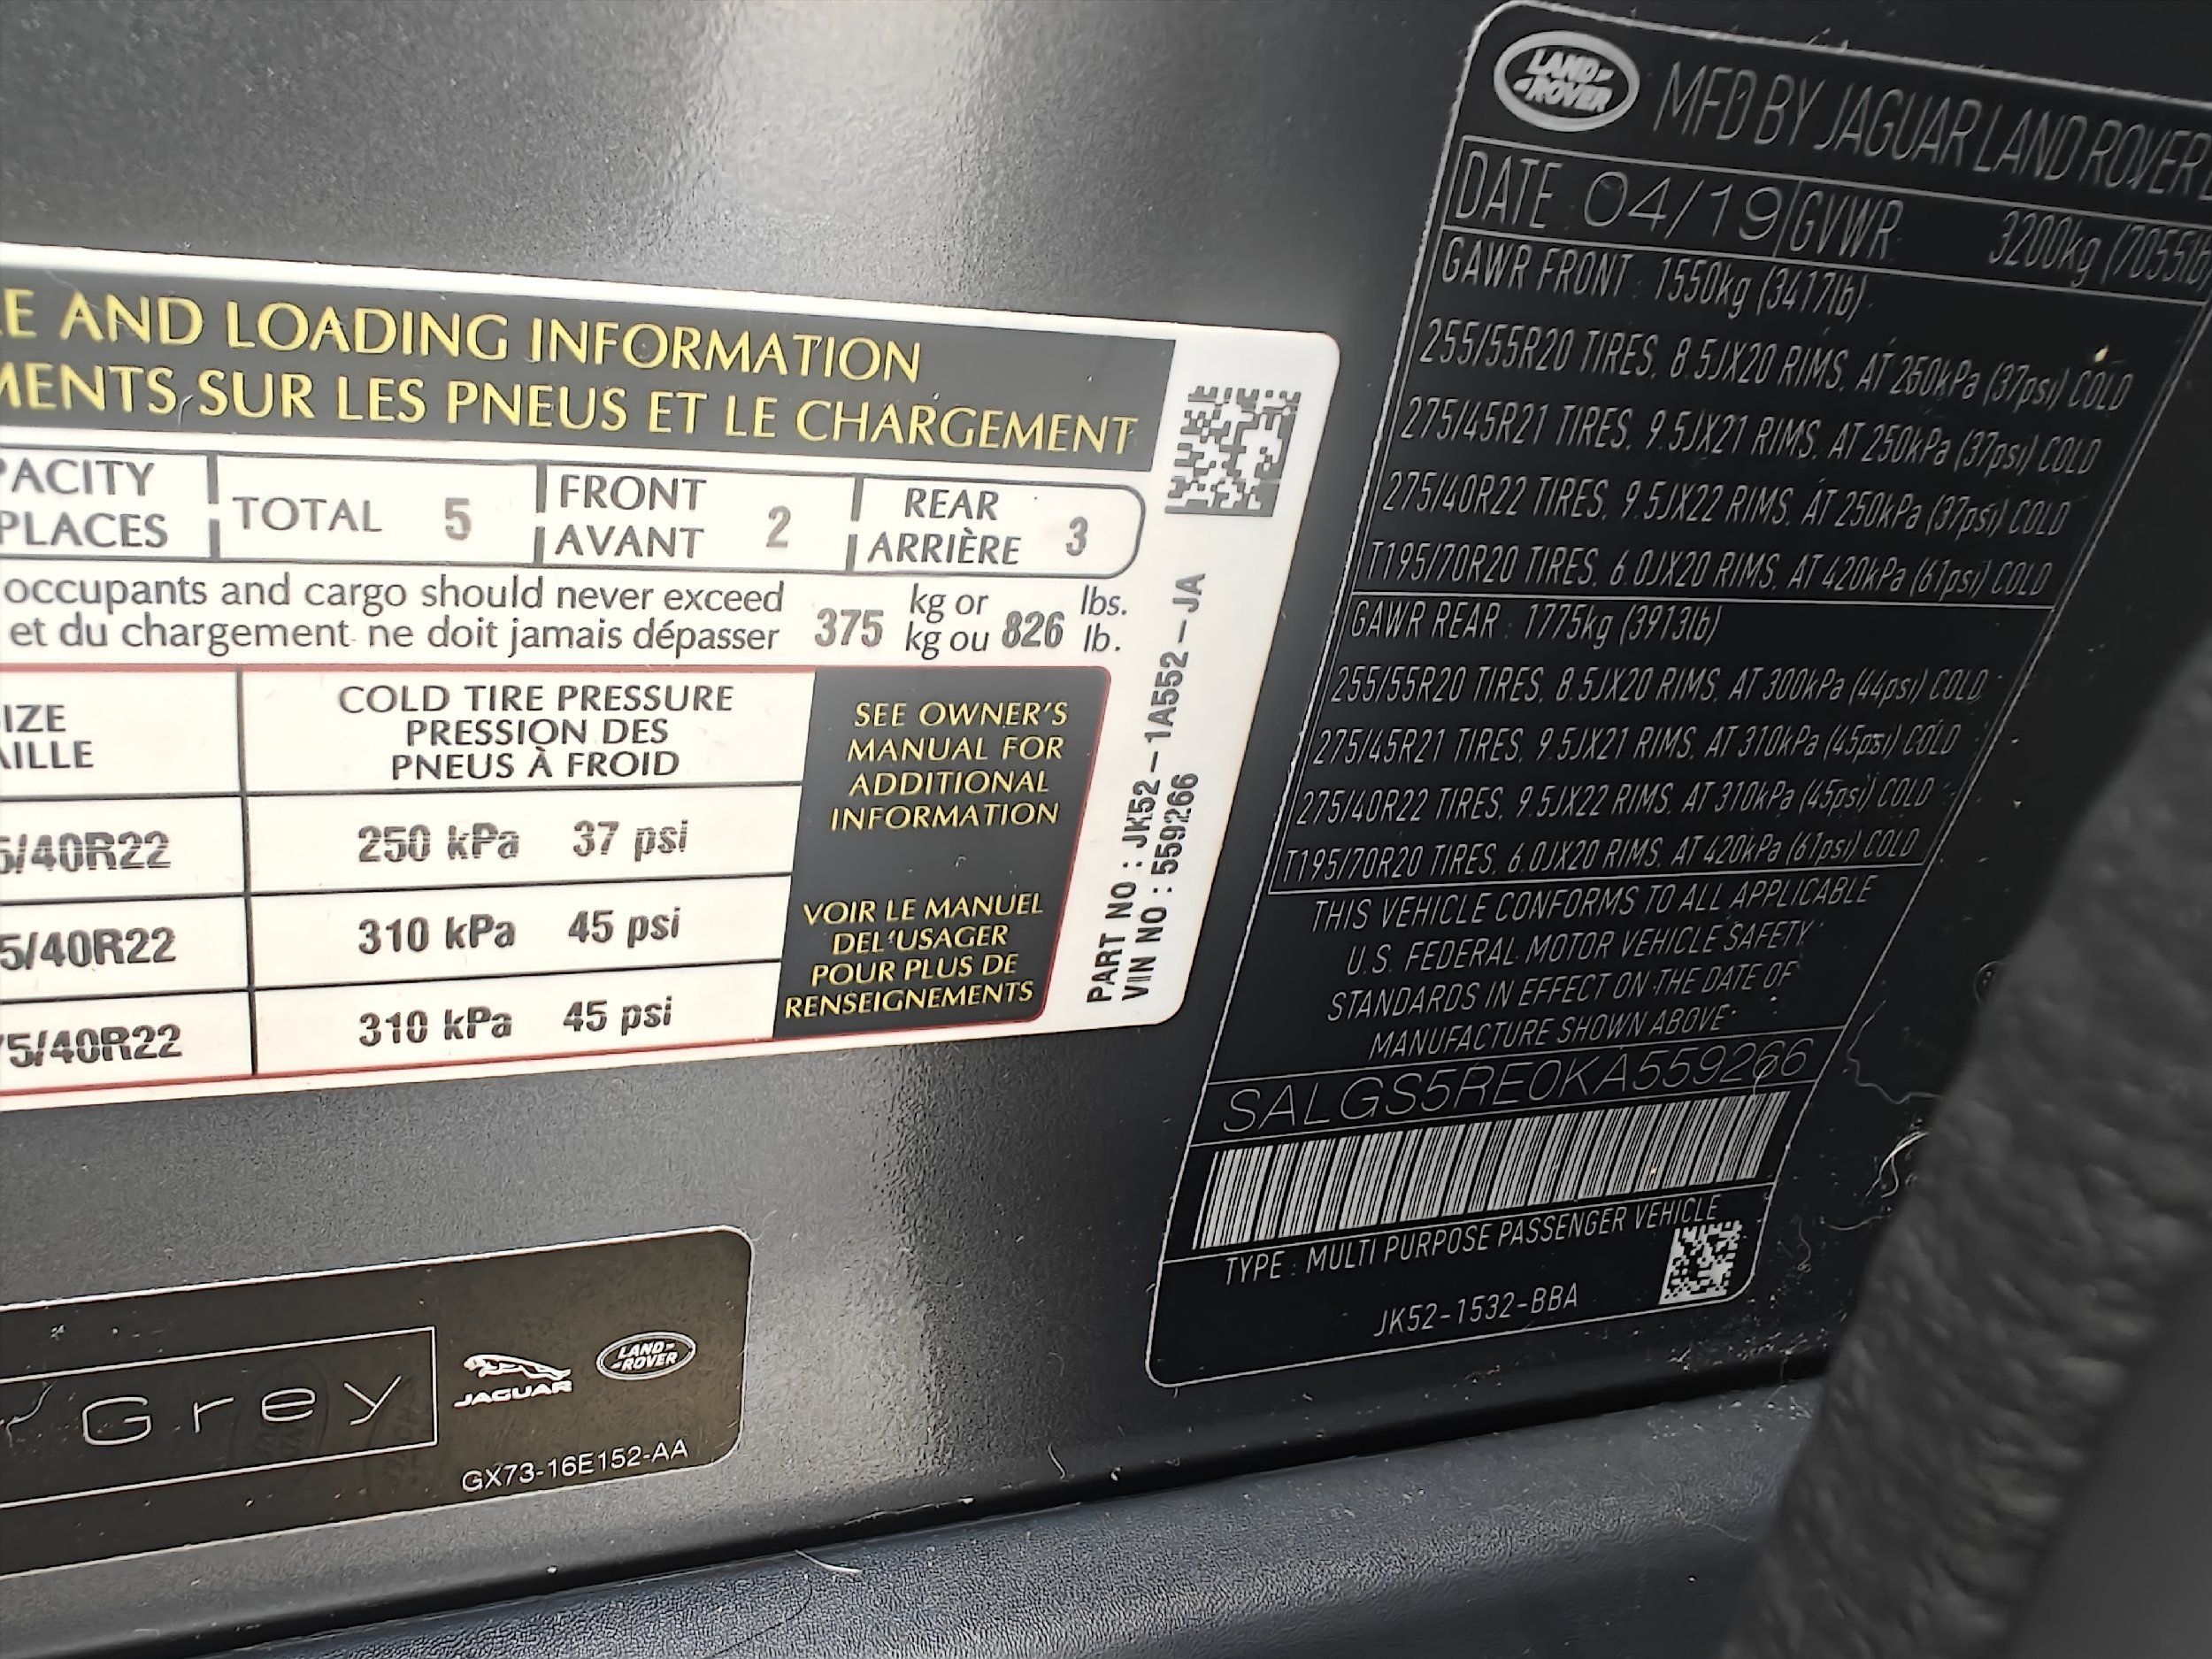 E AND LOADING INFORMATION
MENTS SUR LES PNEUS ET LE CHARGEMENT
PACITY
PLACES
TOTAL 5
FRONT
AVANT 2
REAR
ARRIÈRE 3
occupants and cargo should never exceed
et du chargement ne doit jamais dépasser
375 kg or 826 lbs.
kg ou lb.
IZE
AILLE
COLD TIRE PRESSURE
PRESSION DES
PNEUS À FROID
5/40R22 250 kPa 37 psi
5/40R22 310 kPa 45 psi
75/40R22 310 kPa 45 psi
SEE OWNER'S
MANUAL FOR
ADDITIONAL
INFORMATION
VOIR LE MANUEL
DEL'USAGER
POUR PLUS DE
RENSEIGNEMENTS
PART NO : JK52-1A552-JA
VIN NO : 559266
Grey
JAGUAR
LAND-
-ROVER
GX73-16E152-AA
LAND-
-ROVER
MFD BY JAGUAR LAND ROVER
DATE 04/19 GVWR 3200kg (7055lb
GAWR FRONT : 1550kg (3417lb)
255/55R20 TIRES, 8.5JX20 RIMS, AT 250kPa (37psi) COLD
275/45R21 TIRES, 9.5JX21 RIMS, AT 250kPa (37psi) COLD
275/40R22 TIRES, 9.5JX22 RIMS, AT 250kPa (37psi) COLD
T195/70R20 TIRES, 6.0JX20 RIMS, AT 420kPa (61psi) COLD
GAWR REAR : 1775kg (3913lb)
255/55R20 TIRES, 8.5JX20 RIMS, AT 300kPa (44psi) COLD
275/45R21 TIRES, 9.5JX21 RIMS, AT 310kPa (45psi) COLD
275/40R22 TIRES, 9.5JX22 RIMS, AT 310kPa (45psi) COLD
T195/70R20 TIRES, 6.0JX20 RIMS, AT 420kPa (61psi) COLD
THIS VEHICLE CONFORMS TO ALL APPLICABLE
U.S. FEDERAL MOTOR VEHICLE SAFETY
STANDARDS IN EFFECT ON THE DATE OF
MANUFACTURE SHOWN ABOVE
SALGS5RE0KA559266
TYPE : MULTI PURPOSE PASSENGER VEHICLE
JK52-1532-BBA